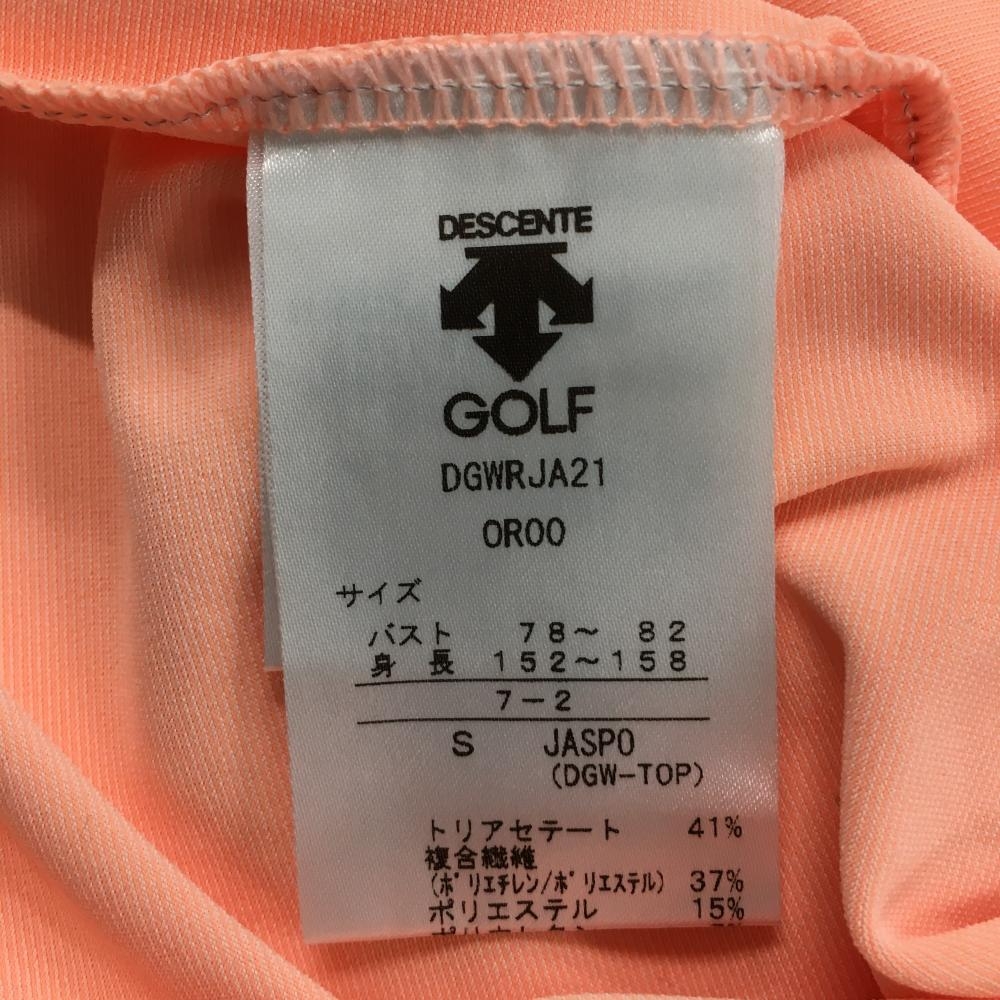 DESCENTE
GOLF
DGWRJA21
OR00
サイズ
バスト 78～ 82
身 長 152～158
7－2
S JASPO
(DGW-TOP)
トリアセテート 41%
複合繊維
(ﾎﾟﾘｴﾁﾚﾝ/ﾎﾟﾘｴｽﾃﾙ) 37%
ポリエステル 15%